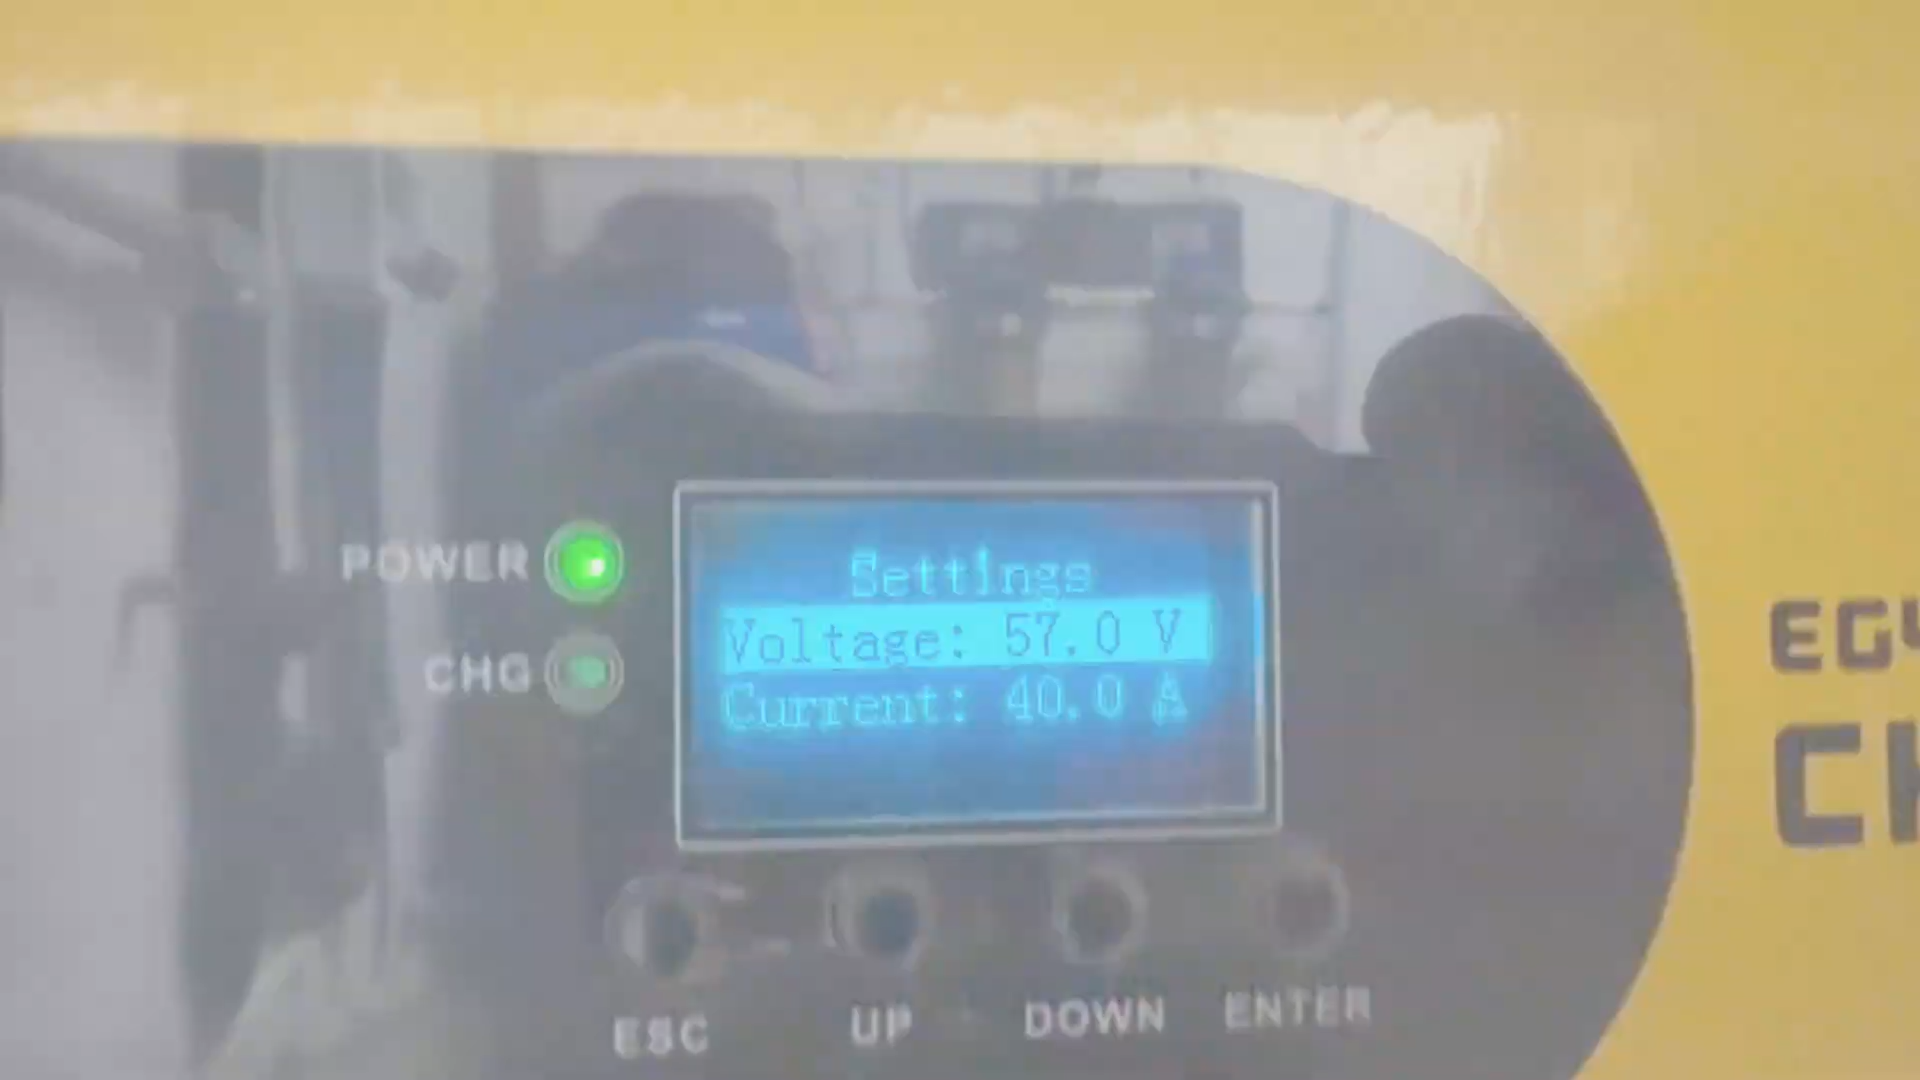 Settings
Voltage: 57.0 V
Current: 40.0 A
POWER
CHG
ESC UP DOWN ENTER